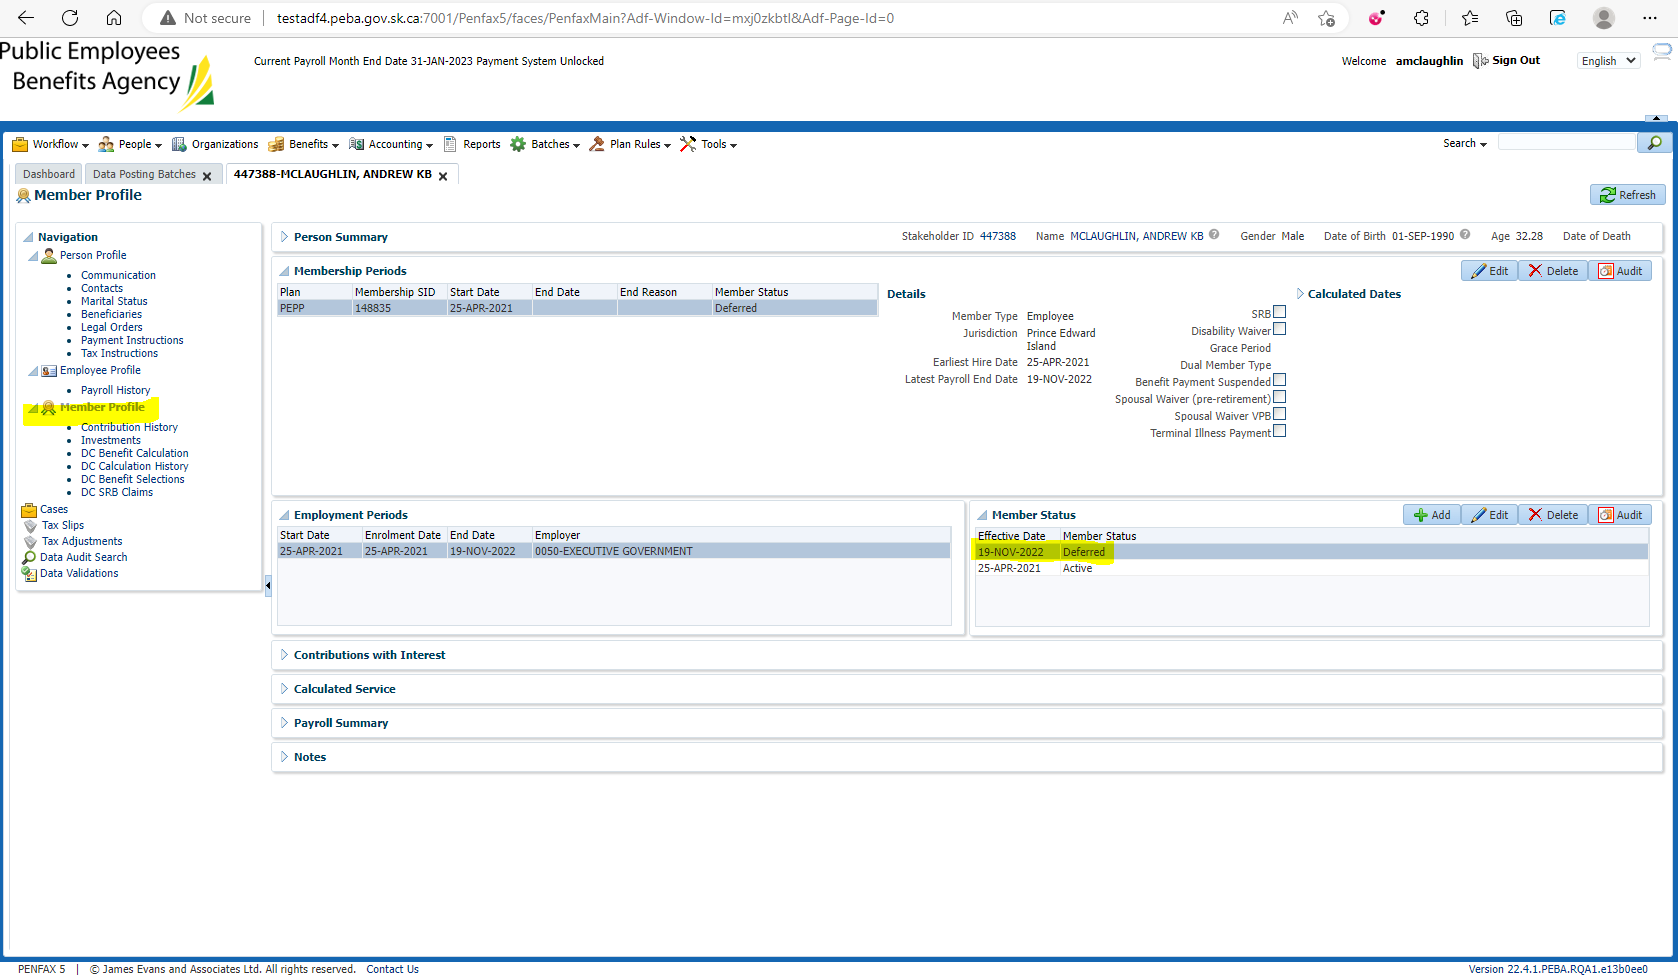 Not secure | testadf4.peba.gov.sk.ca:7001/Penfax5/faces/PenfaxMain?Adf-Window-Id=mxj0zkbtl&Adf-Page-Id=0
Public Employees
Benefits Agency
Current Payroll Month End Date 31-JAN-2023 Payment System Unlocked
Welcome amclaughlin Sign Out English
Workflow People Organizations Benefits Accounting Reports Batches Plan Rules Tools Search
Dashboard Data Posting Batches 447388-MCLAUGHLIN, ANDREW KB
Member Profile Refresh
Navigation
Person Profile
Communication
Contacts
Marital Status
Beneficiaries
Legal Orders
Payment Instructions
Tax Instructions
Employee Profile
Payroll History
Member Profile
Contribution History
Investments
DC Benefit Calculation
DC Calculation History
DC Benefit Selections
DC SRB Claims
Cases
Tax Slips
Tax Adjustments
Data Audit Search
Data Validations
Person Summary Stakeholder ID 447388 Name MCLAUGHLIN, ANDREW KB Gender Male Date of Birth 01-SEP-1990 Age 32.28 Date of Death
Membership Periods Edit Delete Audit
Plan Membership SID Start Date End Date End Reason Member Status
PEPP 148835 25-APR-2021 Deferred
Details
Member Type Employee
Jurisdiction Prince Edward
Island
Earliest Hire Date 25-APR-2021
Latest Payroll End Date 19-NOV-2022
SRB
Disability Waiver
Grace Period
Dual Member Type
Benefit Payment Suspended
Spousal Waiver (pre-retirement)
Spousal Waiver VPB
Terminal Illness Payment
Calculated Dates
Employment Periods
Start Date Enrolment Date End Date Employer
25-APR-2021 25-APR-2021 19-NOV-2022 0050-EXECUTIVE GOVERNMENT
Member Status Add Edit Delete Audit
Effective Date Member Status
19-NOV-2022 Deferred
25-APR-2021 Active
Contributions with Interest
Calculated Service
Payroll Summary
Notes
PENFAX 5 | © James Evans and Associates Ltd. All rights reserved. Contact Us Version 22.4.1.PEBA.RQA1.e13b0ee0